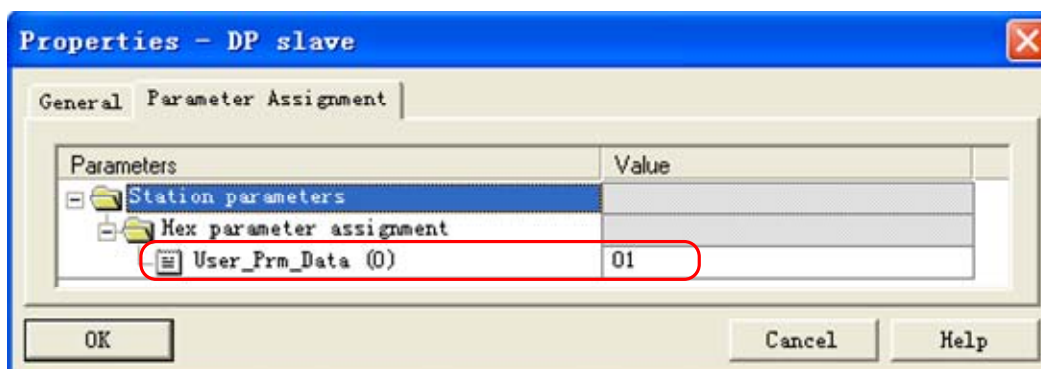 Properties - DP slave
General Parameter Assignment
Parameters Value
Station parameters
Hex parameter assignment
User_Prm_Data (0) 01
OK Cancel Help